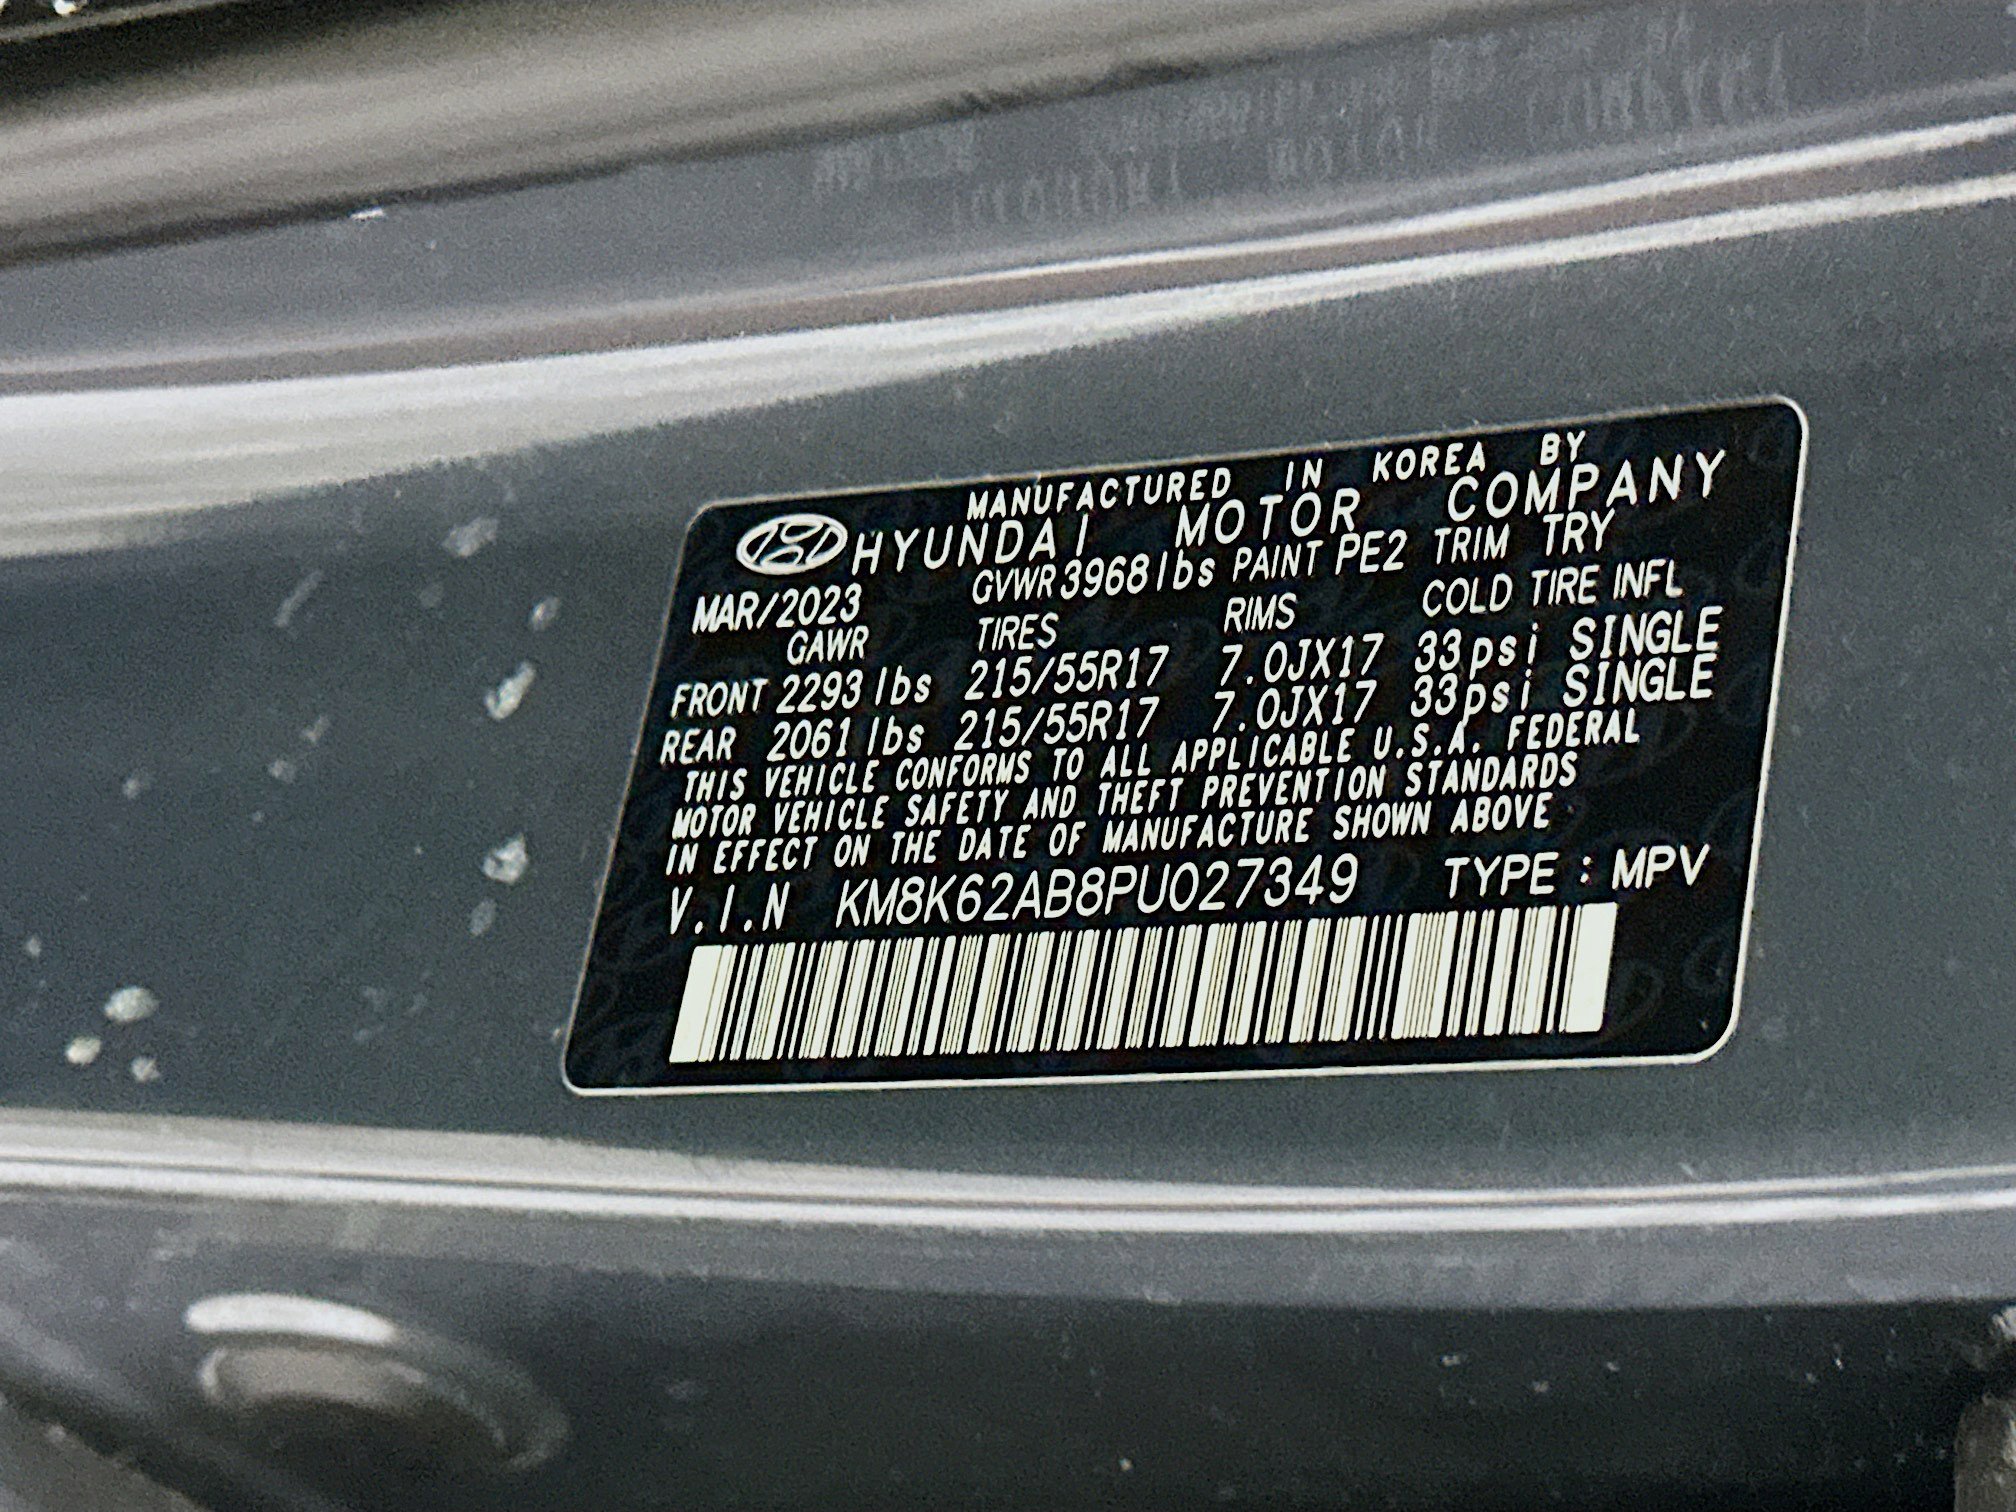 MANUFACTURED IN KOREA BY
HYUNDAI MOTOR COMPANY
MAR/2023 GVWR 3968 lbs PAINT PE2 TRIM TRY
GAWR TIRES RIMS COLD TIRE INFL
FRONT 2293 lbs 215/55R17 7.0JX17 33psi SINGLE
REAR 2061 lbs 215/55R17 7.0JX17 33psi SINGLE
THIS VEHICLE CONFORMS TO ALL APPLICABLE U.S.A. FEDERAL
MOTOR VEHICLE SAFETY AND THEFT PREVENTION STANDARDS
IN EFFECT ON THE DATE OF MANUFACTURE SHOWN ABOVE
V.I.N KM8K62AB8PU027349 TYPE : MPV